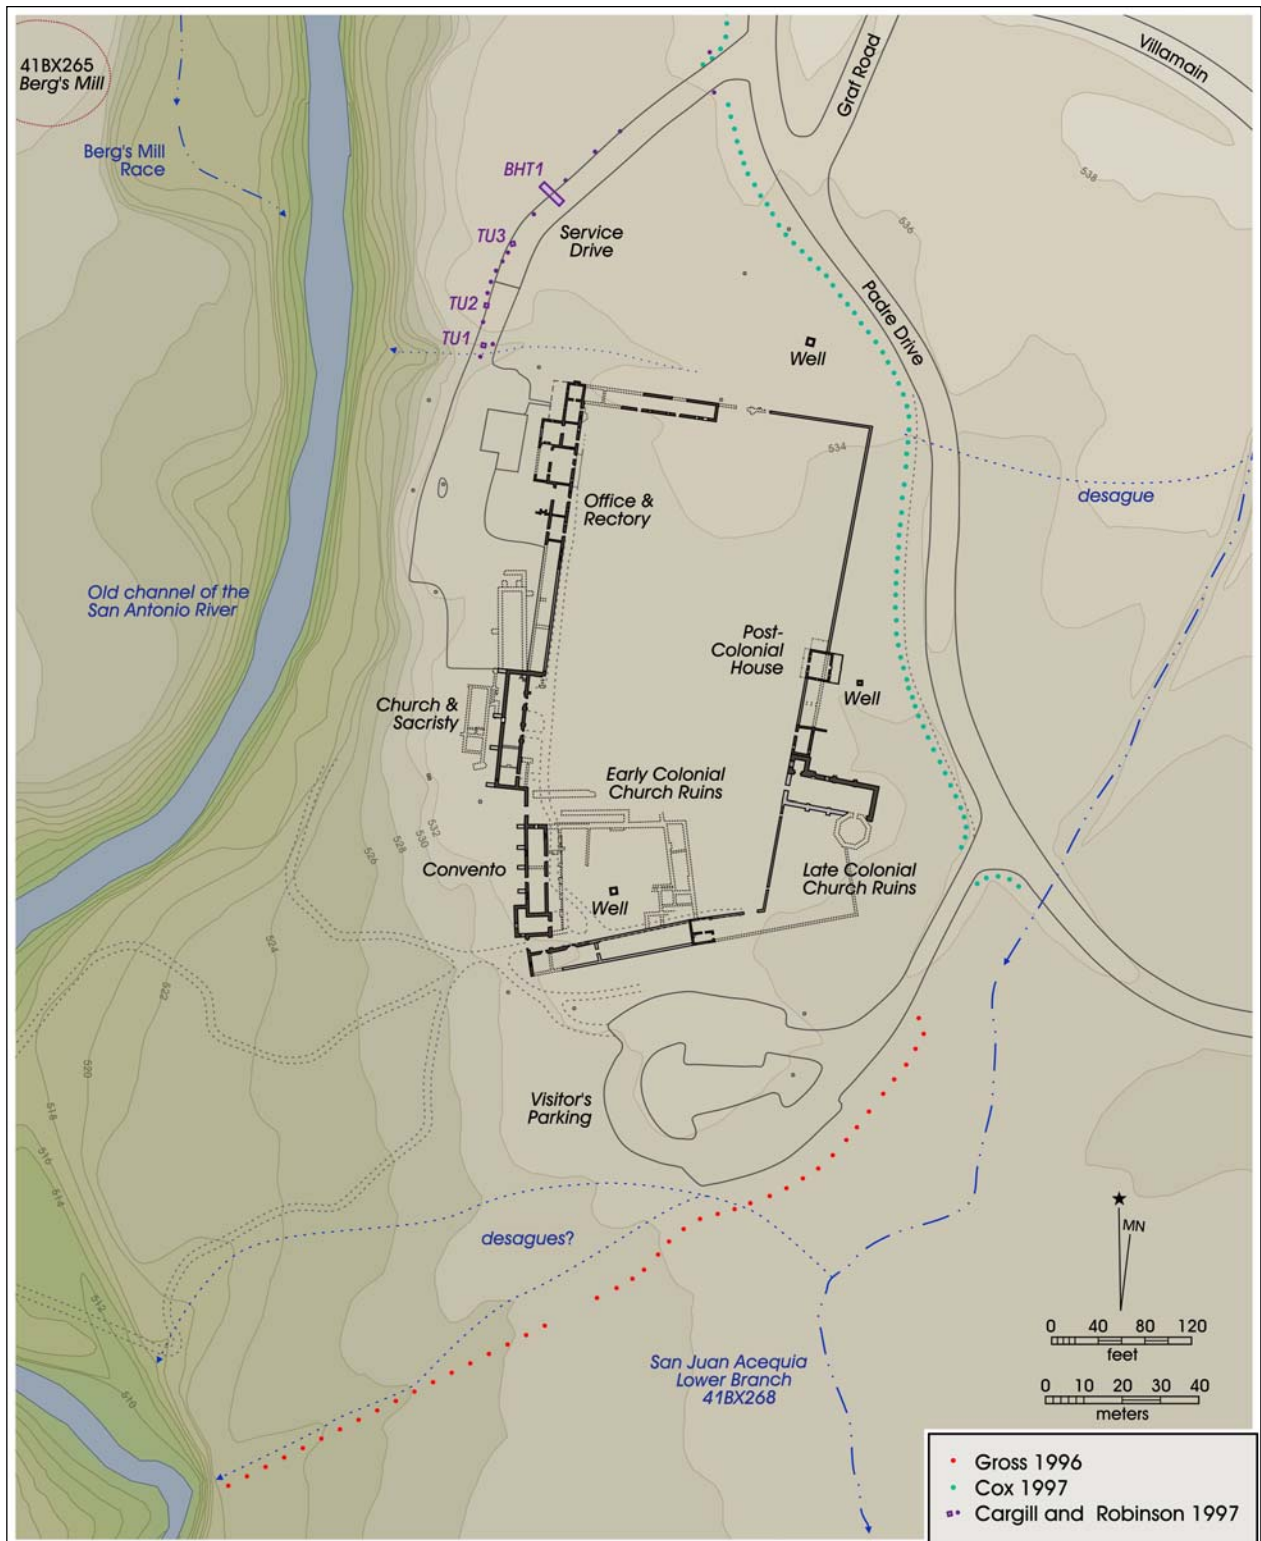 Villamain
Graf Road
41BX265
Berg's Mill
Berg's Mill
Race
BHT1
538
536
TU3
Service
Drive
TU2
Padre Drive
TU1
Well
534
desague
Office &
Rectory
Old channel of the
San Antonio River
Post-
Colonial
House
Well
Church &
Sacristy
Early Colonial
Church Ruins
532
530
528
526
Convento
Late Colonial
Church Ruins
Well
524
522
520
518
516
514
512
510
Visitor's
Parking
MN
desagues?
0 40 80 120
feet
0 10 20 30 40
meters
San Juan Acequia
Lower Branch
41BX268
Gross 1996
Cox 1997
Cargill and Robinson 1997